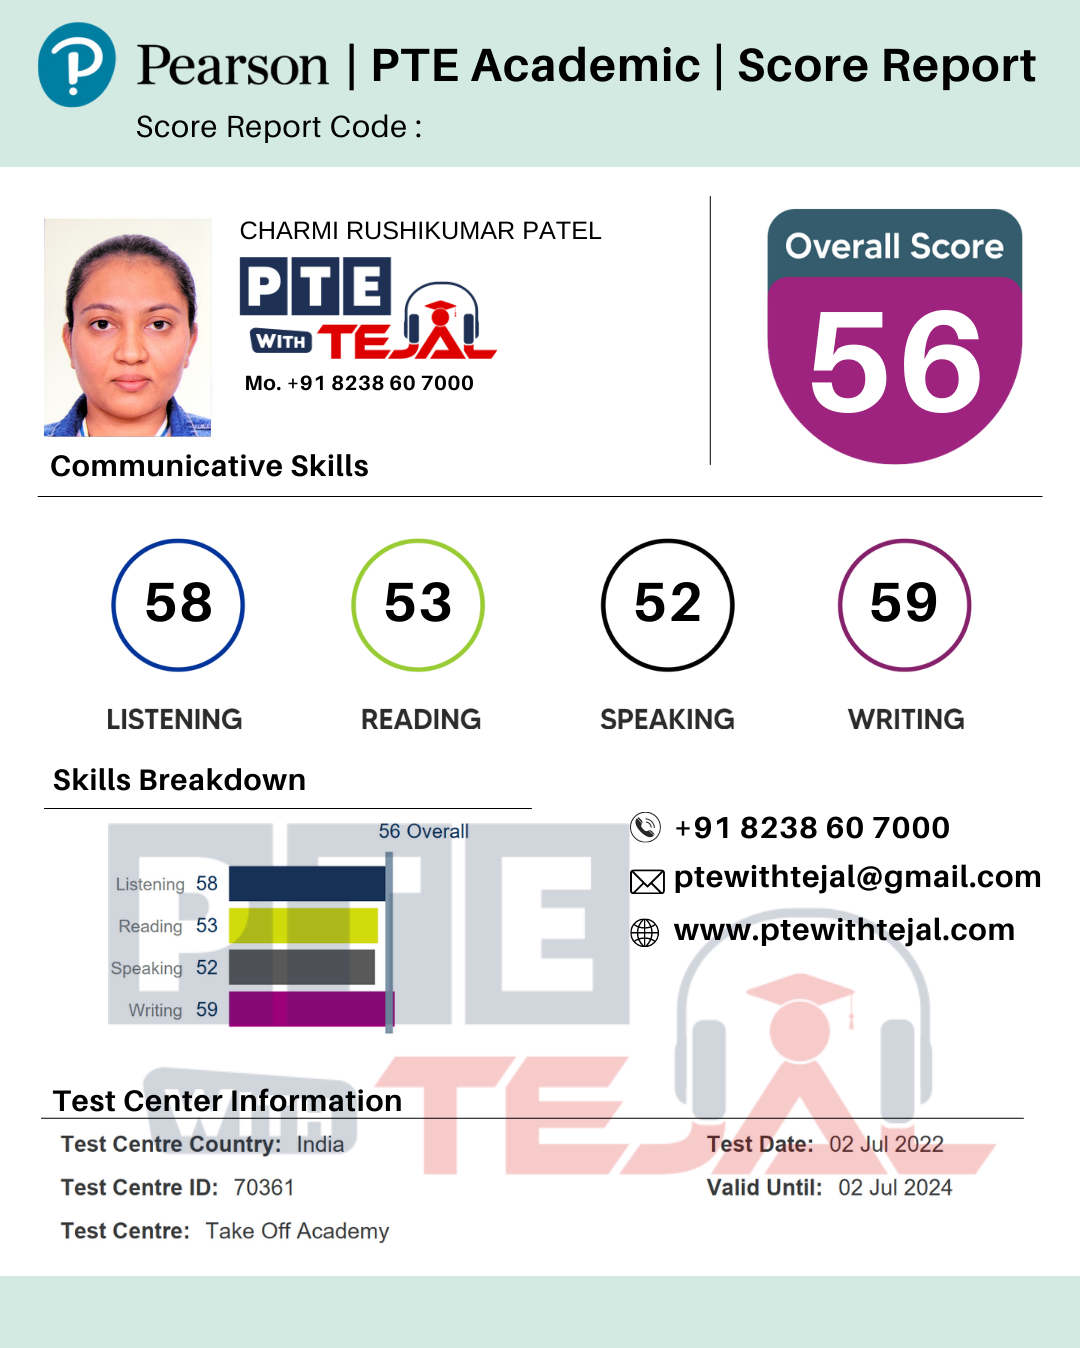 Pearson | PTE Academic | Score Report
Score Report Code :
CHARMI RUSHIKUMAR PATEL
PTE
WITH TEJAL
Mo. +91 8238 60 7000
Overall Score
56
Communicative Skills
58 53 52 59
LISTENING READING SPEAKING WRITING
Skills Breakdown
56 Overall
Listening 58
Reading 53
Speaking 52
Writing 59
+91 8238 60 7000
ptewithtejal@gmail.com
www.ptewithtejal.com
PTE
WITH TEJAL
Test Center Information
Test Centre Country: India
Test Date: 02 Jul 2022
Test Centre ID: 70361
Valid Until: 02 Jul 2024
Test Centre: Take Off Academy